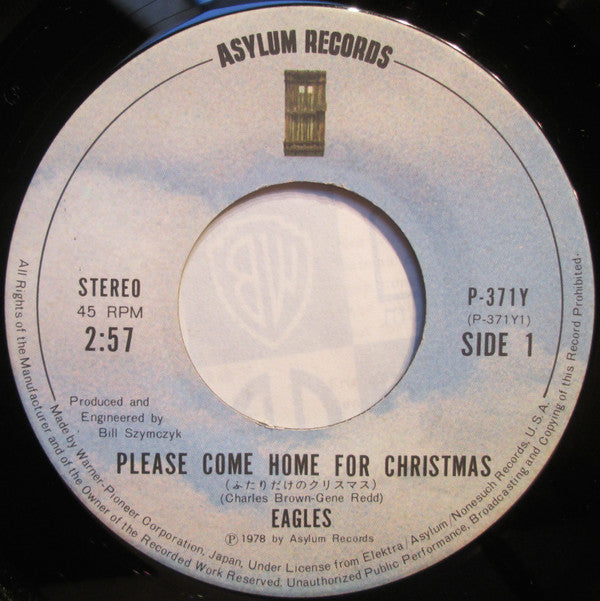 ASYLUM RECORDS
STEREO
45 RPM
2:57
P-371Y
(P-371Y1)
SIDE 1
Produced and
Engineered by
Bill Szymczyk
PLEASE COME HOME FOR CHRISTMAS
(ふたりだけのクリスマス)
(Charles Brown-Gene Redd)
EAGLES
Ⓟ 1978 by Asylum Records
Made by Warner-Pioneer Corporation, Japan, Under License from Elektra/Asylum/Nonesuch Records, U.S.A.
All Rights of the Manufacturer and of the Owner of the Recorded Work Reserved. Unauthorized Public Performance, Broadcasting and Copying of this Record Prohibited.
WB